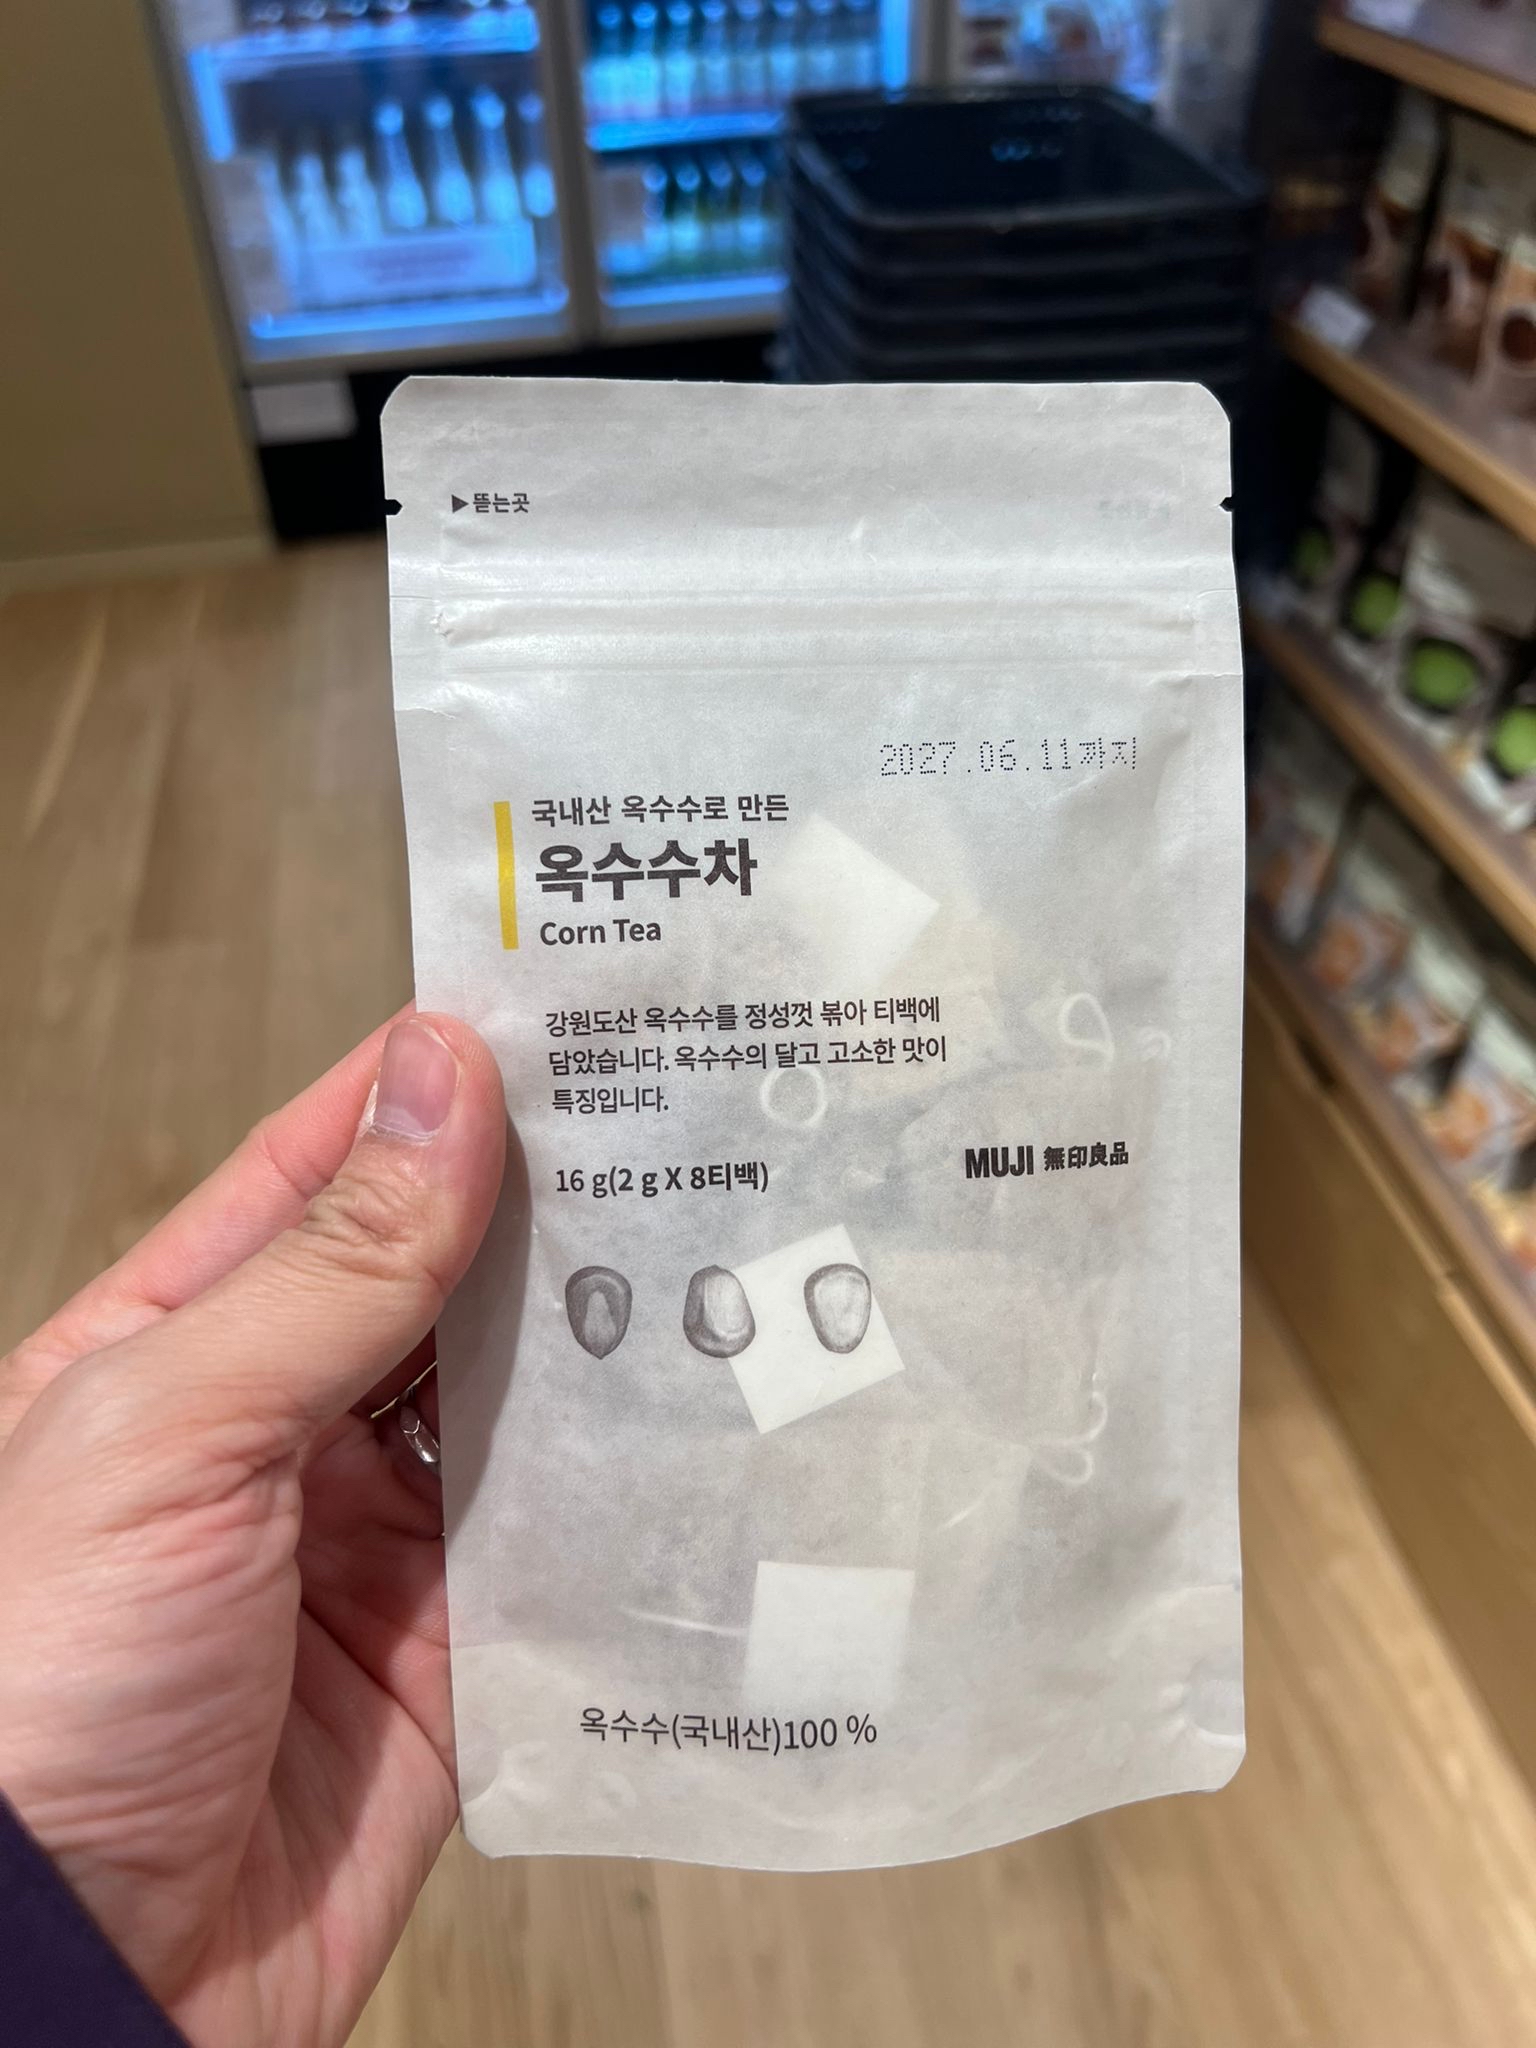 ▶뜯는곳
2027.06.11까지
국내산 옥수수로 만든
옥수수차
Corn Tea
강원도산 옥수수를 정성껏 볶아 티백에
담았습니다. 옥수수의 달고 고소한 맛이
특징입니다.
16 g(2 g X 8티백)
MUJI 無印良品
옥수수(국내산)100 %